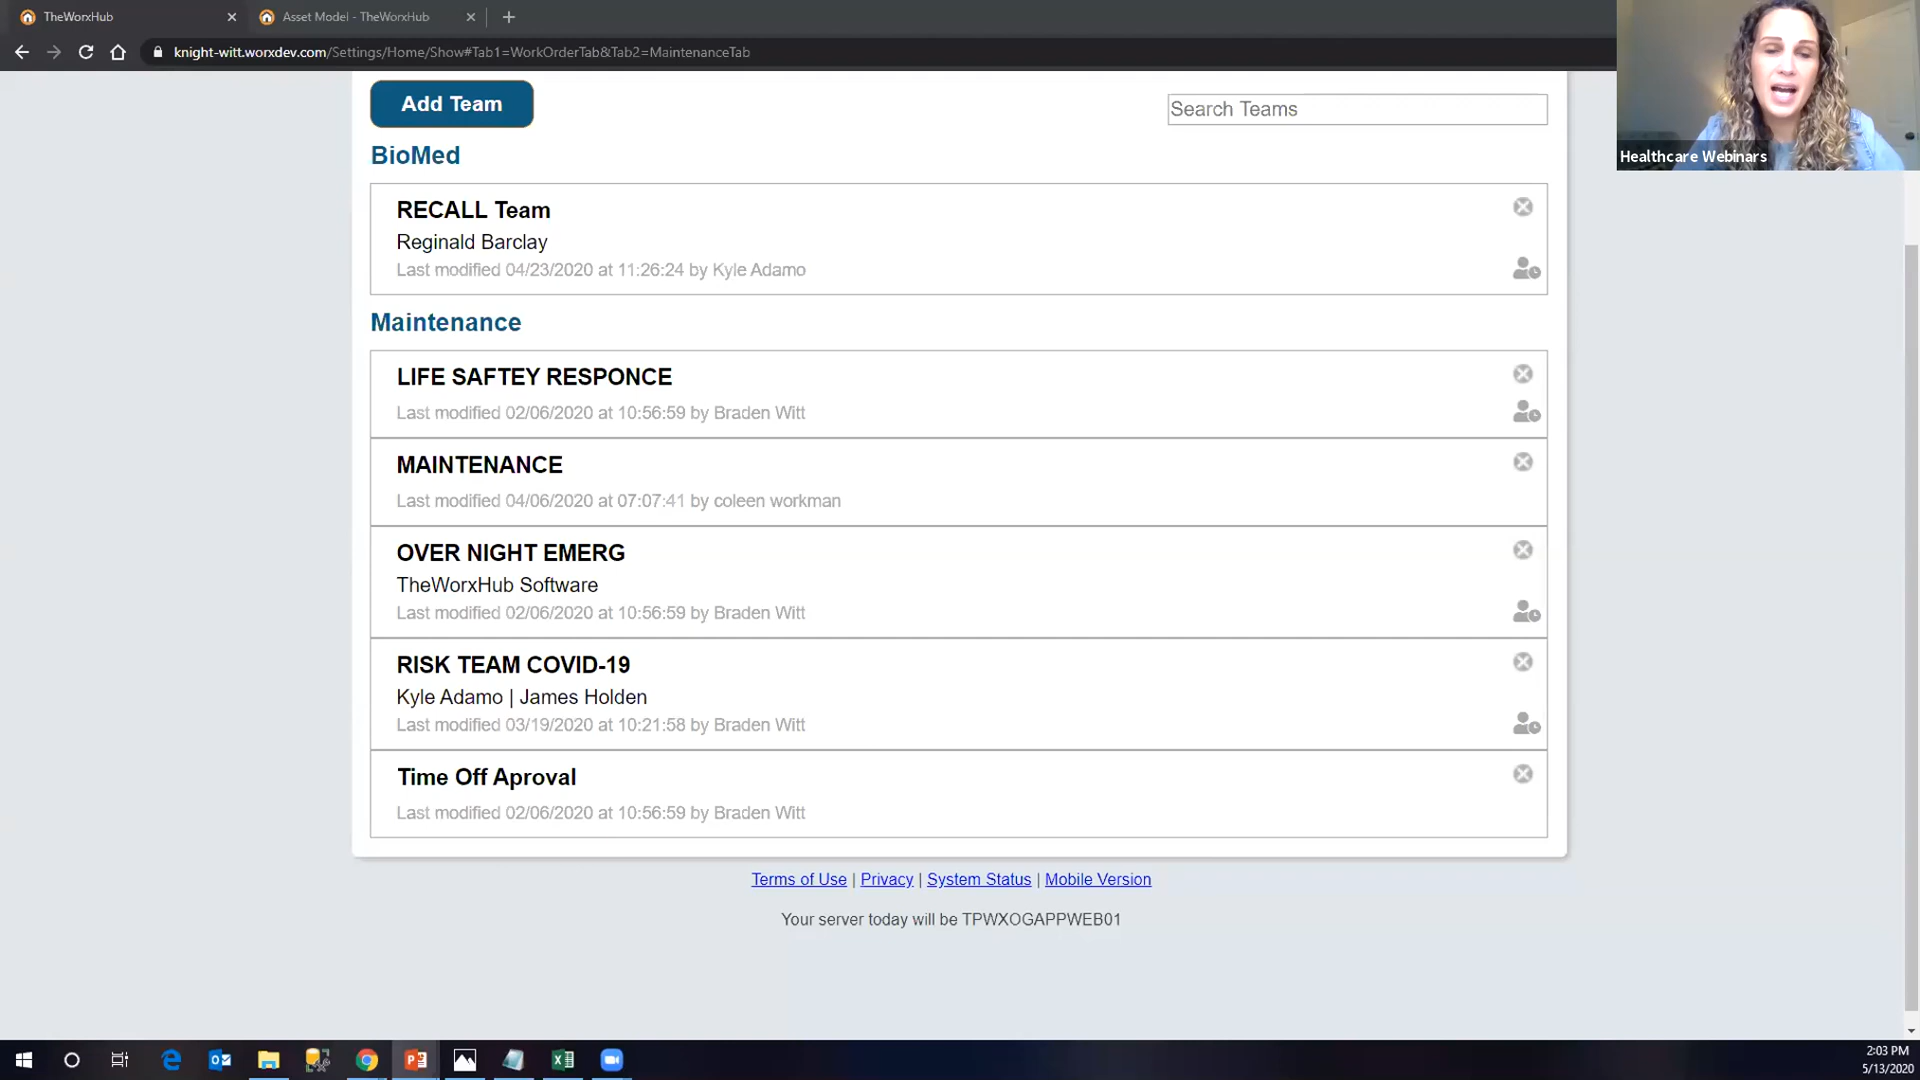 TheWorxHub
Asset Model - TheWorxHub
knight-witt.worxdev.com/Settings/Home/Show#Tab1=WorkOrderTab&Tab2=MaintenanceTab
Healthcare Webinars
Add Team
Search Teams
BioMed
RECALL Team
Reginald Barclay
Last modified 04/23/2020 at 11:26:24 by Kyle Adamo
Maintenance
LIFE SAFTEY RESPONCE
Last modified 02/06/2020 at 10:56:59 by Braden Witt
MAINTENANCE
Last modified 04/06/2020 at 07:07:41 by coleen workman
OVER NIGHT EMERG
TheWorxHub Software
Last modified 02/06/2020 at 10:56:59 by Braden Witt
RISK TEAM COVID-19
Kyle Adamo | James Holden
Last modified 03/19/2020 at 10:21:58 by Braden Witt
Time Off Aproval
Last modified 02/06/2020 at 10:56:59 by Braden Witt
Terms of Use | Privacy | System Status | Mobile Version
Your server today will be TPWXOGAPPWEB01
2:03 PM
5/13/2020